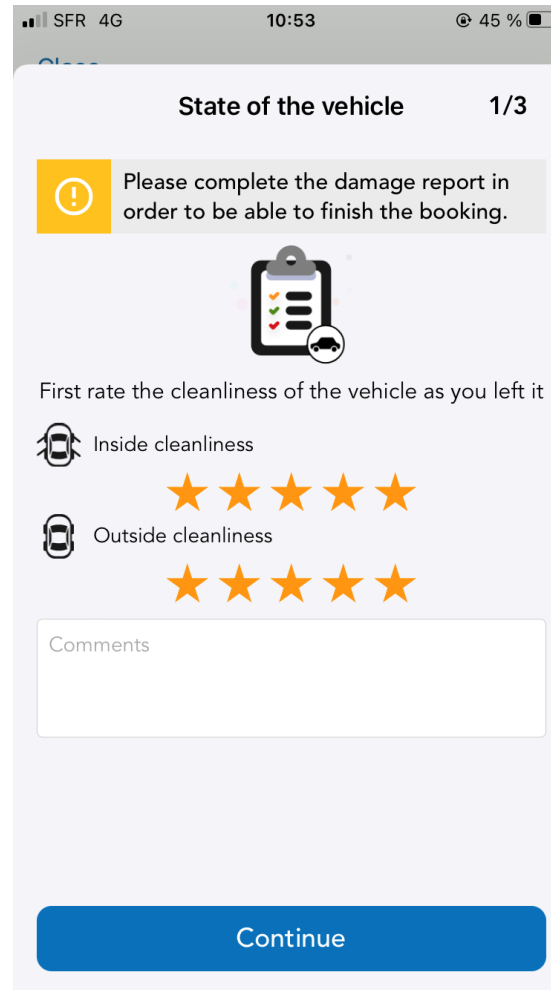 SFR 4G 10:53 45 %
Close
State of the vehicle 1/3
Please complete the damage report in
order to be able to finish the booking.
First rate the cleanliness of the vehicle as you left it
Inside cleanliness
Outside cleanliness
Comments
Continue